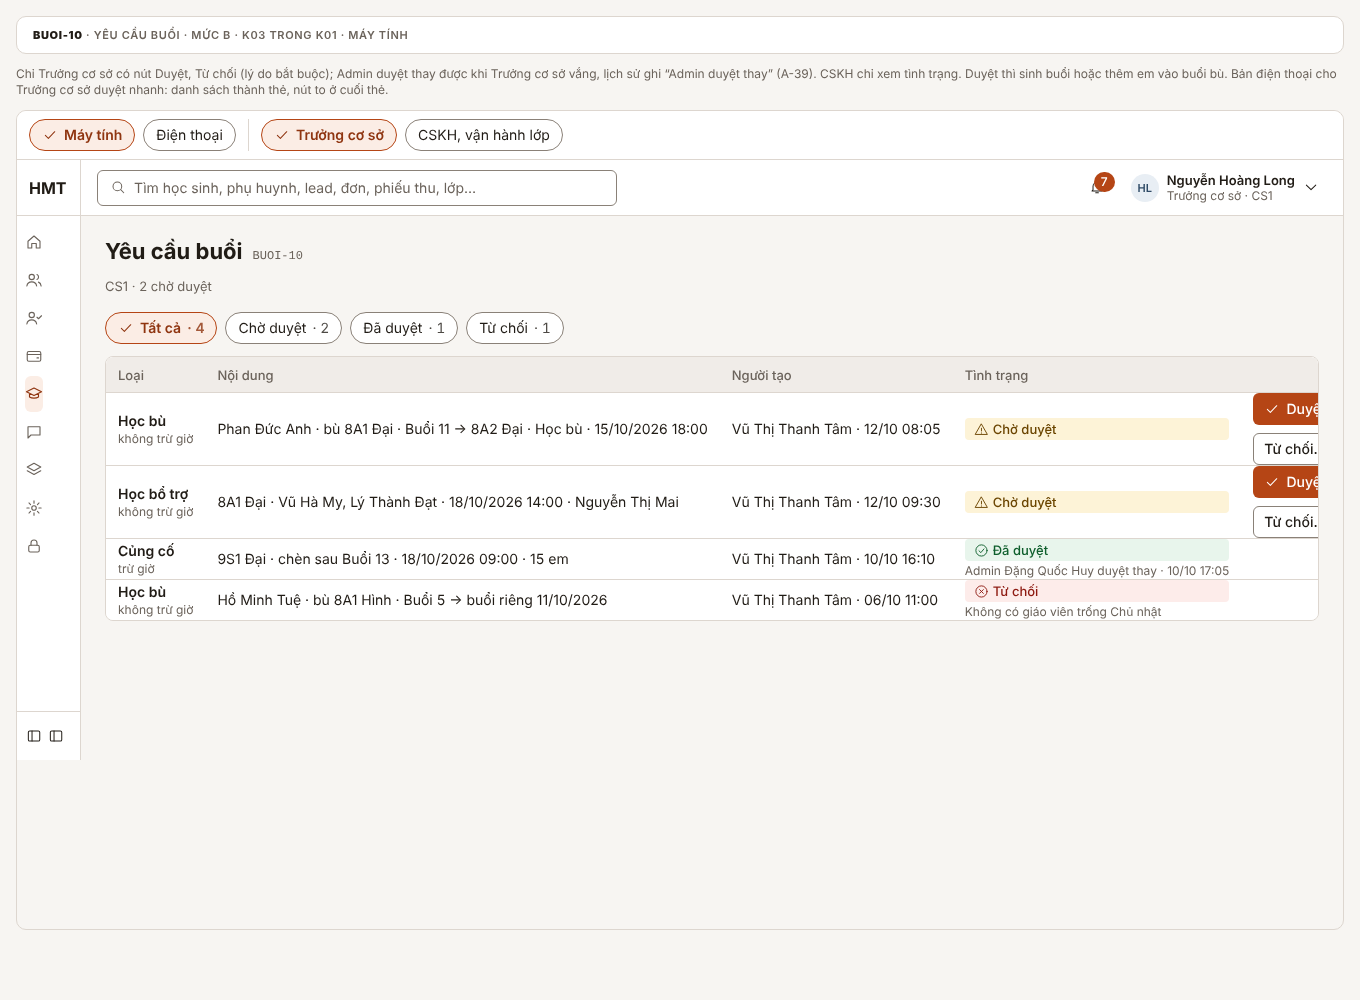 BUOI-10 · YÊU CẦU BUỔI · MỨC B · K03 TRONG K01 · MÁY TÍNH
Chỉ Trưởng cơ sở có nút Duyệt, Từ chối (lý do bắt buộc); Admin duyệt thay được khi Trưởng cơ sở vắng, lịch sử ghi “Admin duyệt thay” (A-39). CSKH chỉ xem tình trạng. Duyệt thì sinh buổi hoặc thêm em vào buổi bù. Bản điện thoại cho
Trưởng cơ sở duyệt nhanh: danh sách thành thẻ, nút to ở cuối thẻ.
Máy tính
Điện thoại
Trưởng cơ sở
CSKH, vận hành lớp
HMT
Tìm học sinh, phụ huynh, lead, đơn, phiếu thu, lớp...
7
HL
Nguyễn Hoàng Long
Trưởng cơ sở · CS1
Yêu cầu buổi BUOI-10
CS1 · 2 chờ duyệt
Tất cả · 4
Chờ duyệt · 2
Đã duyệt · 1
Từ chối · 1
Loại
Nội dung
Người tạo
Tình trạng
Học bù
không trừ giờ
Phan Đức Anh · bù 8A1 Đại · Buổi 11 → 8A2 Đại · Học bù · 15/10/2026 18:00
Vũ Thị Thanh Tâm · 12/10 08:05
Chờ duyệt
Duyệ
Từ chối.
Học bổ trợ
không trừ giờ
8A1 Đại · Vũ Hà My, Lý Thành Đạt · 18/10/2026 14:00 · Nguyễn Thị Mai
Vũ Thị Thanh Tâm · 12/10 09:30
Chờ duyệt
Duyệ
Từ chối.
Củng cố
trừ giờ
9S1 Đại · chèn sau Buổi 13 · 18/10/2026 09:00 · 15 em
Vũ Thị Thanh Tâm · 10/10 16:10
Đã duyệt
Admin Đặng Quốc Huy duyệt thay · 10/10 17:05
Học bù
không trừ giờ
Hồ Minh Tuệ · bù 8A1 Hình · Buổi 5 → buổi riêng 11/10/2026
Vũ Thị Thanh Tâm · 06/10 11:00
Từ chối
Không có giáo viên trống Chủ nhật